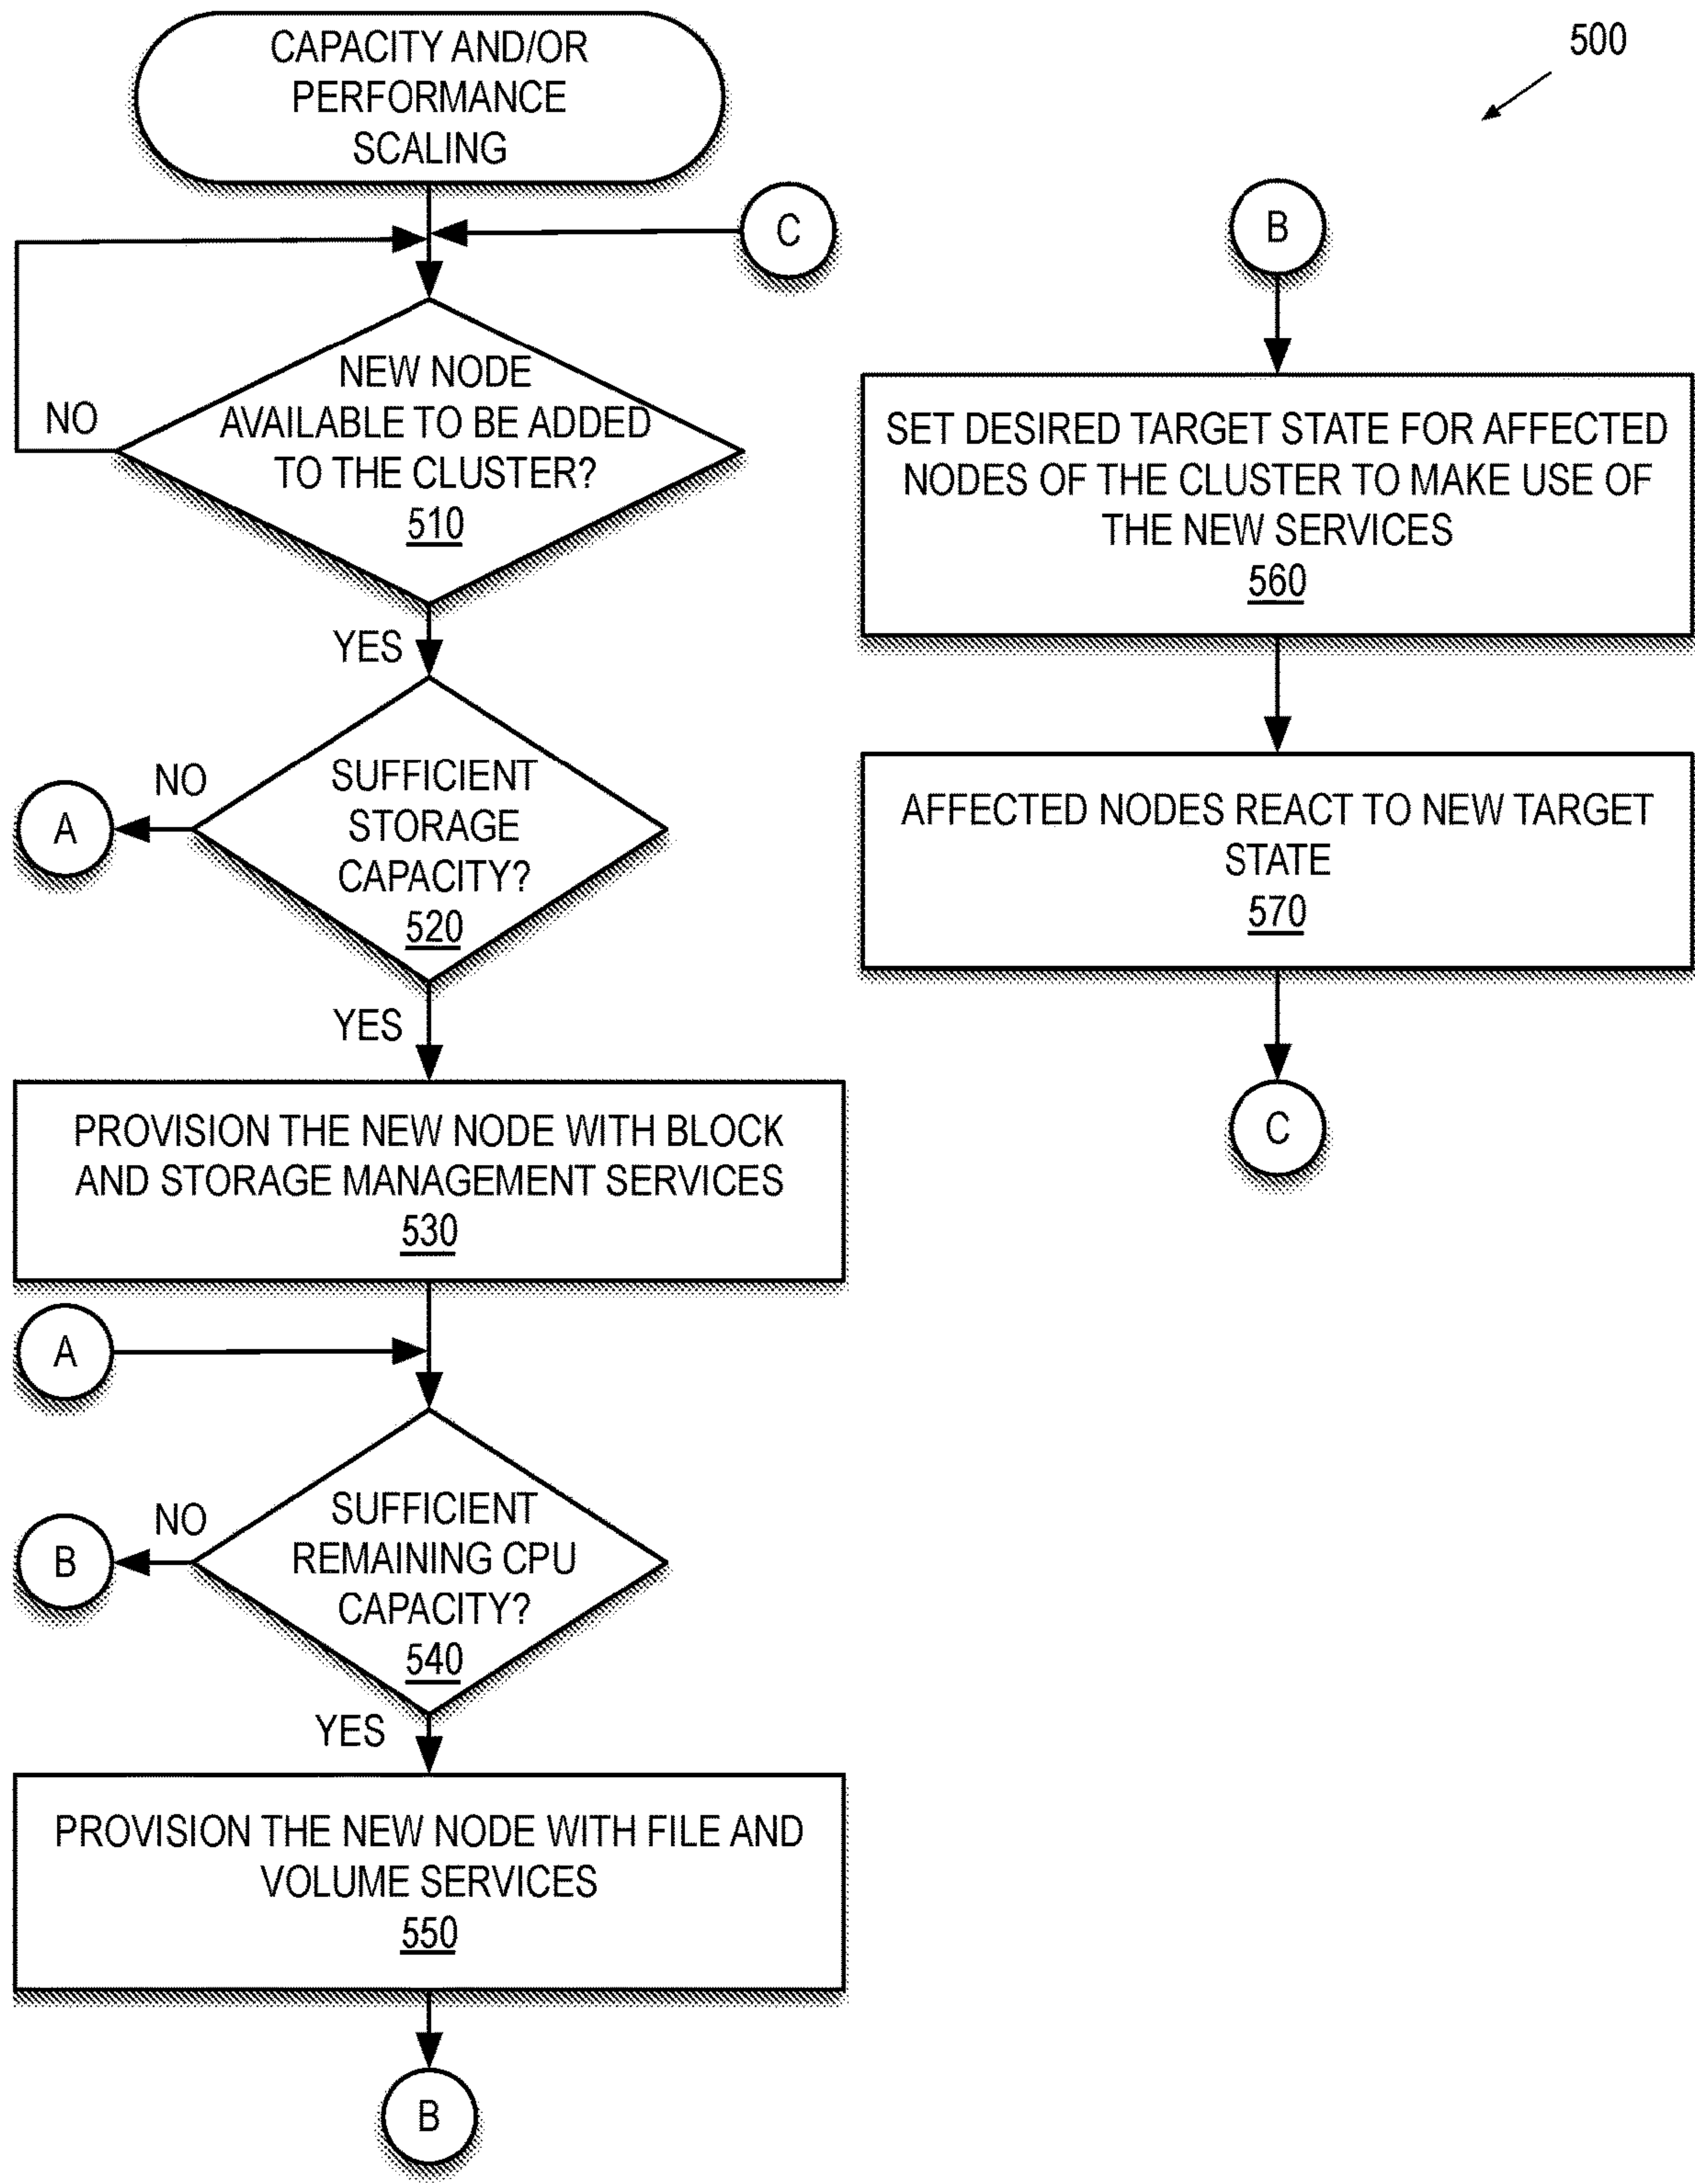 CAPACITY AND/OR
PERFORMANCE
SCALING
C
NEW NODE
AVAILABLE TO BE ADDED
TO THE CLUSTER?
510
NO
YES
SUFFICIENT
STORAGE
CAPACITY?
520
NO
A
YES
PROVISION THE NEW NODE WITH BLOCK
AND STORAGE MANAGEMENT SERVICES
530
A
SUFFICIENT
REMAINING CPU
CAPACITY?
540
NO
B
YES
PROVISION THE NEW NODE WITH FILE AND
VOLUME SERVICES
550
B
500
B
SET DESIRED TARGET STATE FOR AFFECTED
NODES OF THE CLUSTER TO MAKE USE OF
THE NEW SERVICES
560
AFFECTED NODES REACT TO NEW TARGET
STATE
570
C